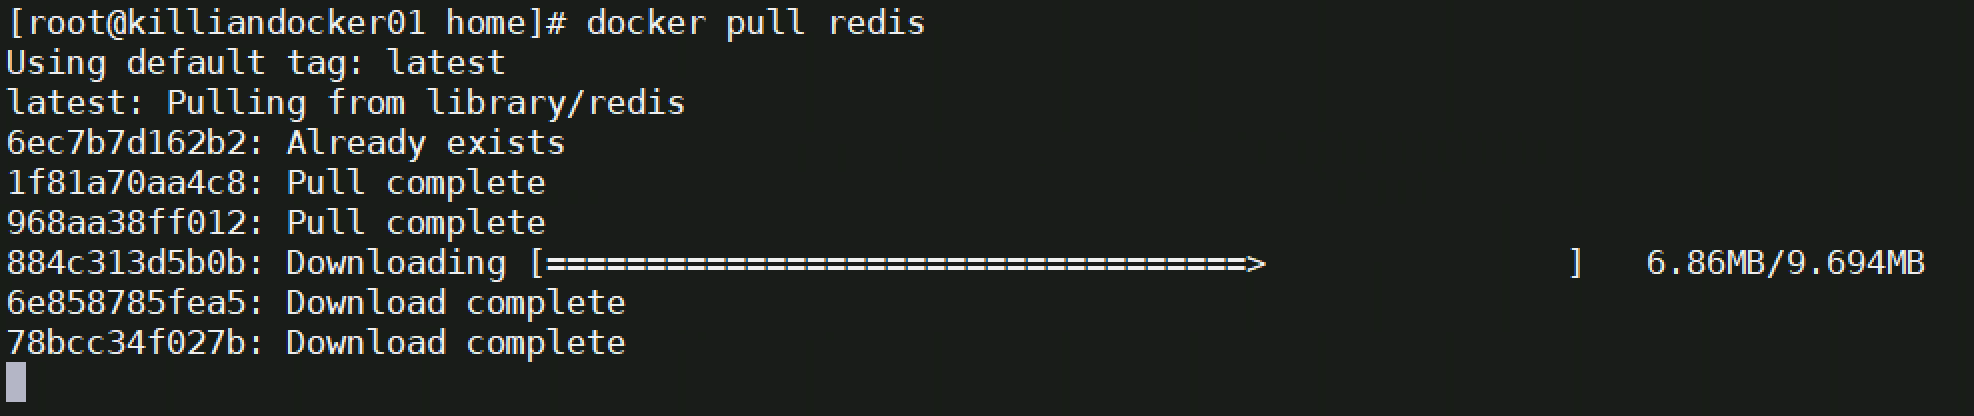 [root@killiandocker01 home]# docker pull redis
Using default tag: latest
latest: Pulling from library/redis
6ec7b7d162b2: Already exists
1f81a70aa4c8: Pull complete
968aa38ff012: Pull complete
884c313d5b0b: Downloading [===================================>               ]   6.86MB/9.694MB
6e858785fea5: Download complete
78bcc34f027b: Download complete